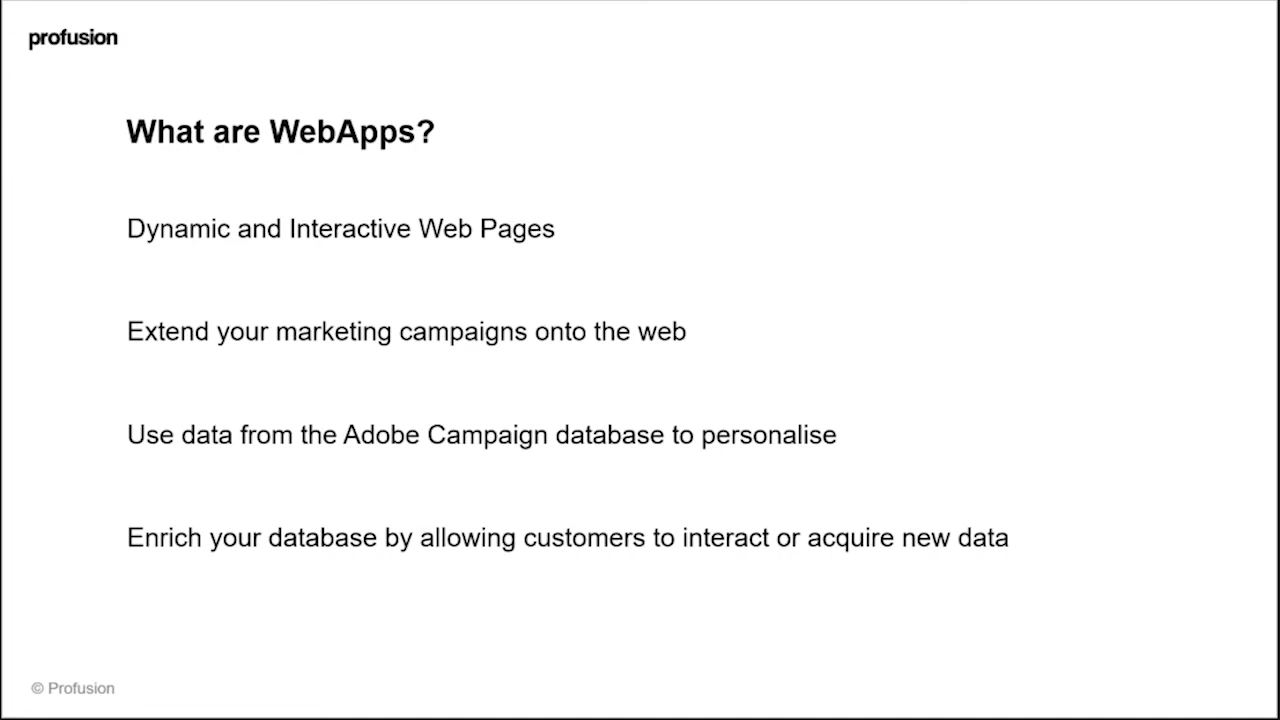 profusion
What are WebApps?
Dynamic and Interactive Web Pages
Extend your marketing campaigns onto the web
Use data from the Adobe Campaign database to personalise
Enrich your database by allowing customers to interact or acquire new data
© Profusion